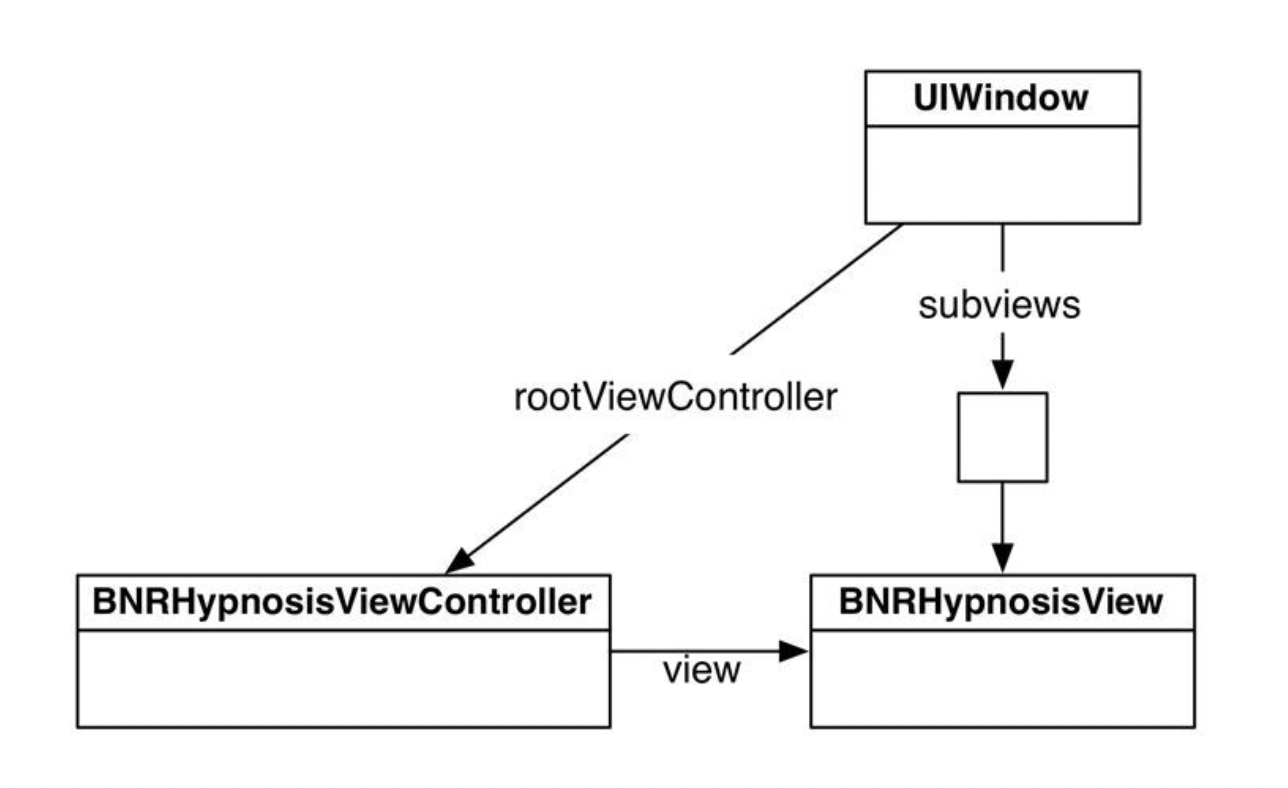 UIWindow
subviews
rootViewController
BNRHypnosisViewController
BNRHypnosisView
view